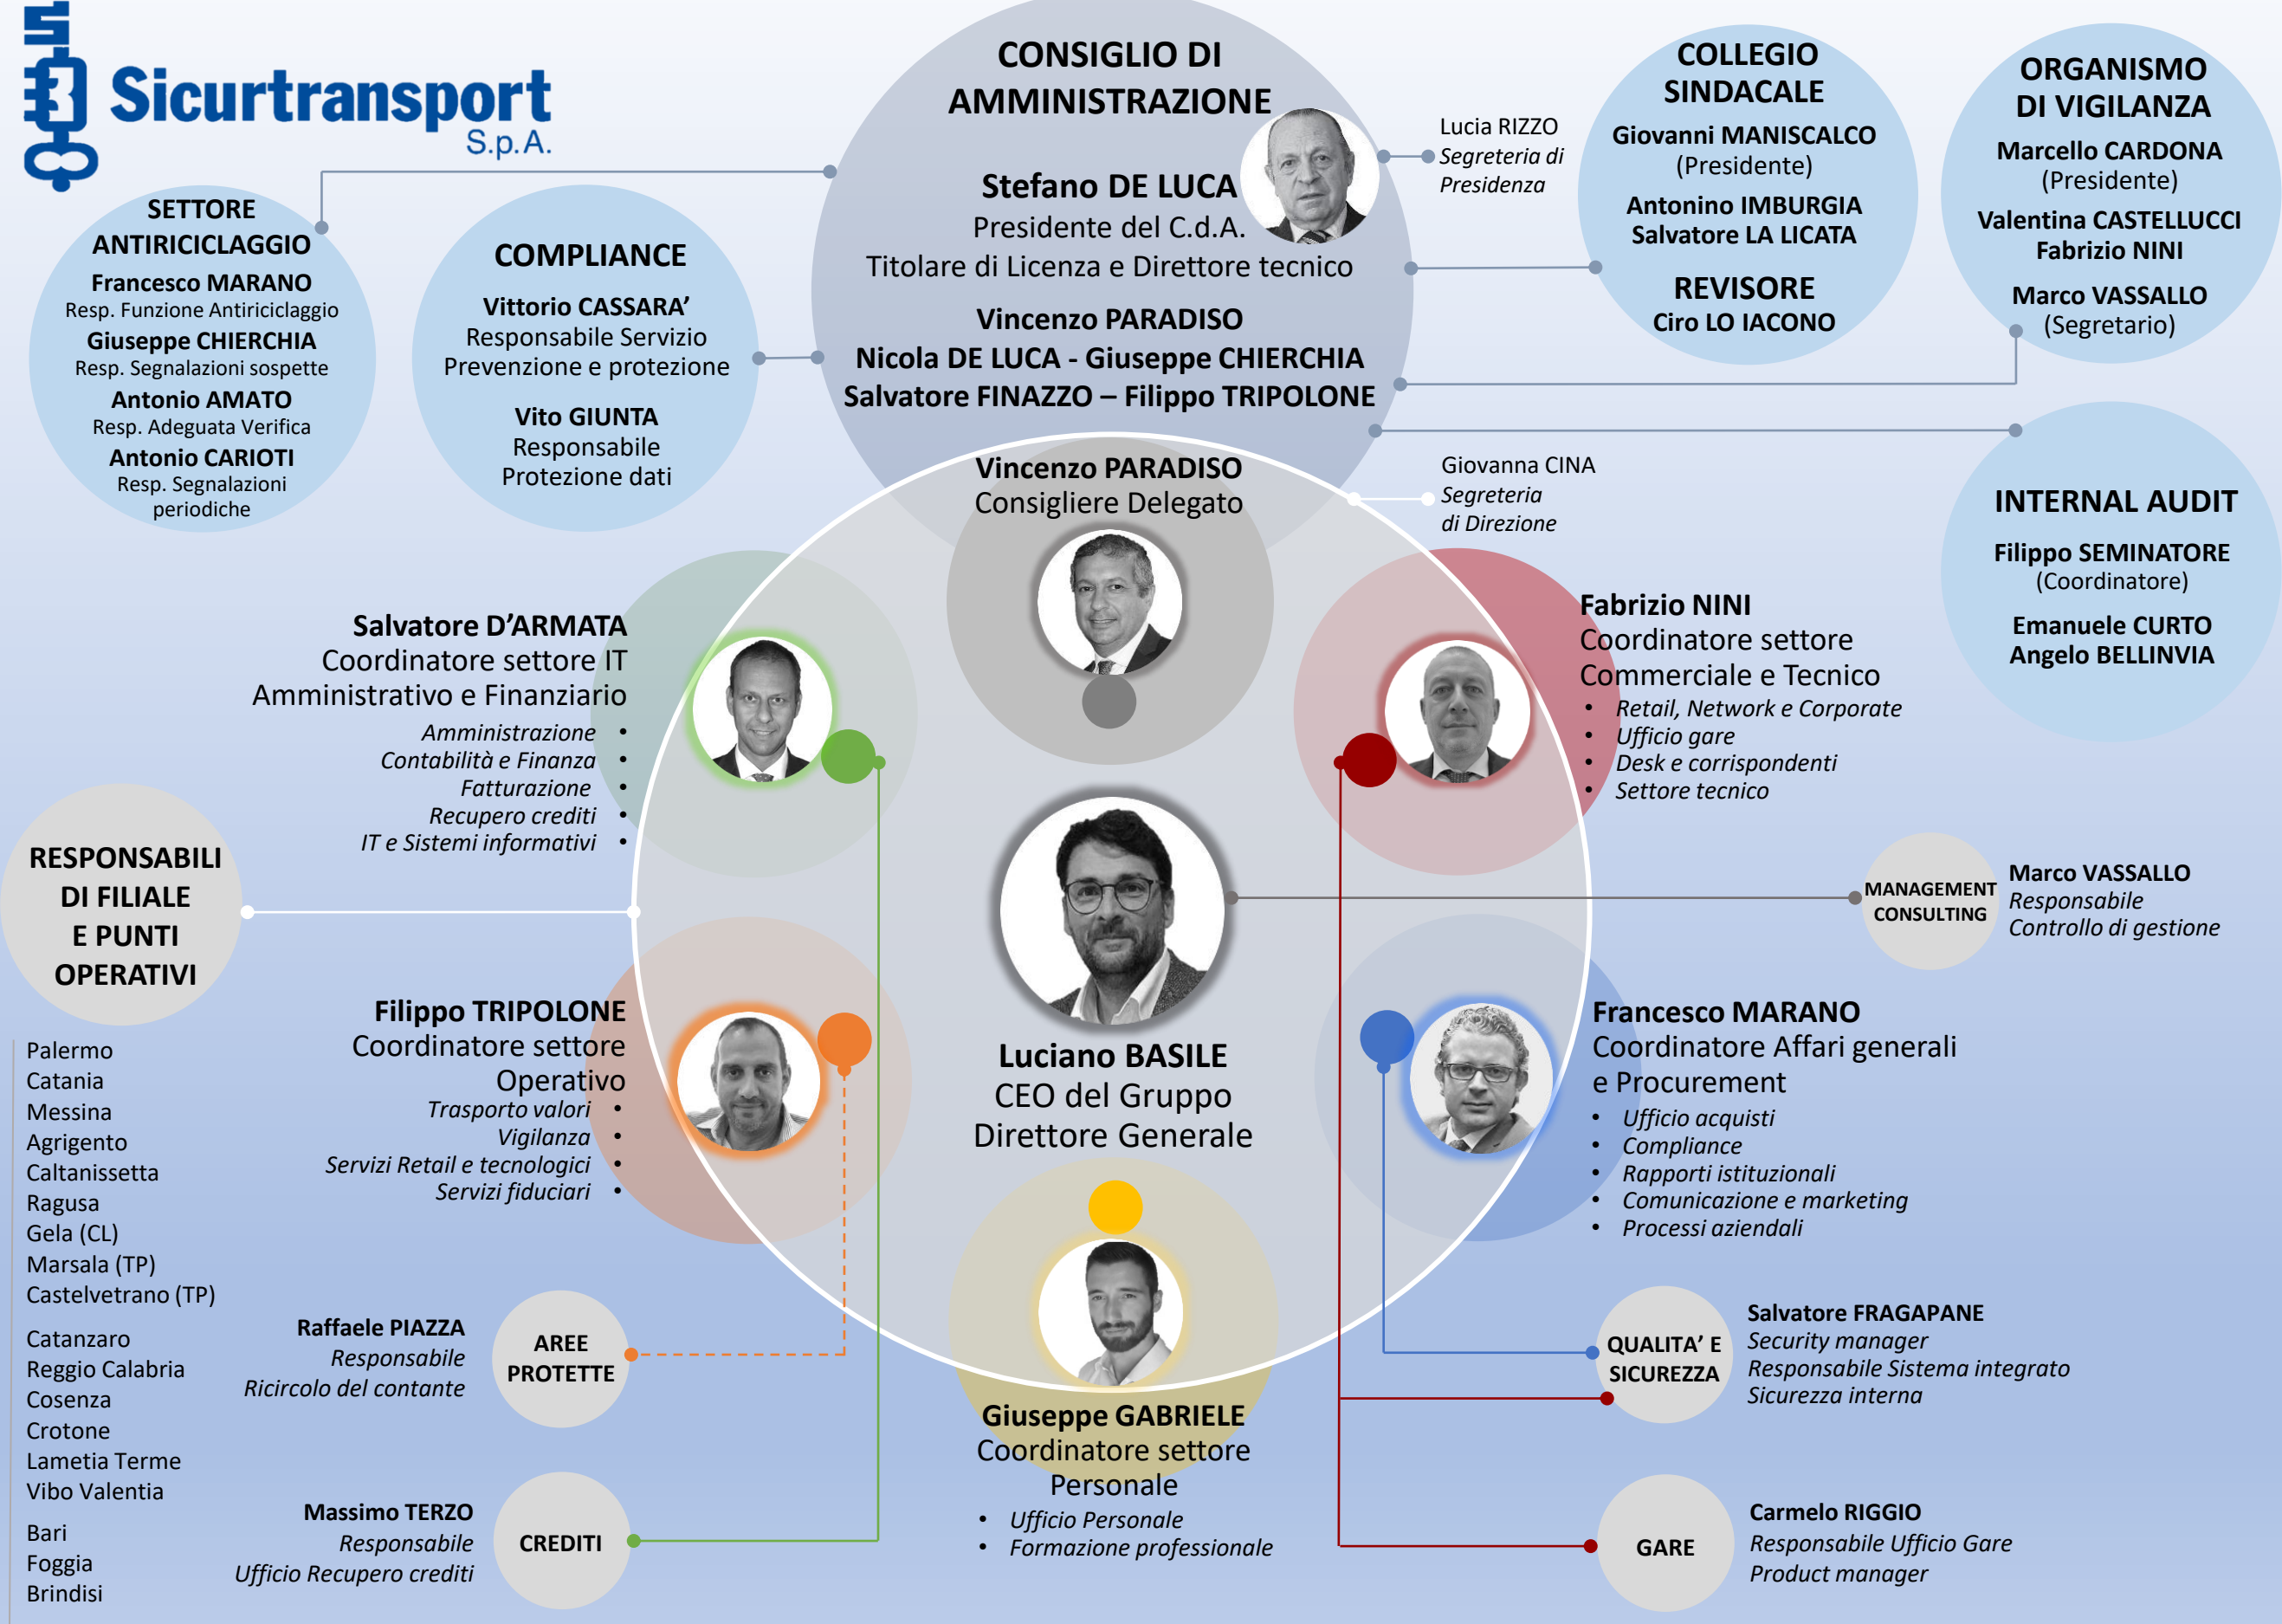 Sicurtransport
S.p.A.
CONSIGLIO DI
AMMINISTRAZIONE
Stefano DE LUCA
Presidente del C.d.A.
Titolare di Licenza e Direttore tecnico
Vincenzo PARADISO
Nicola DE LUCA - Giuseppe CHIERCHIA
Salvatore FINAZZO – Filippo TRIPOLONE
Lucia RIZZO
Segreteria di
Presidenza
COLLEGIO
SINDACALE
Giovanni MANISCALCO
(Presidente)
Antonino IMBURGIA
Salvatore LA LICATA
REVISORE
Ciro LO IACONO
ORGANISMO
DI VIGILANZA
Marcello CARDONA
(Presidente)
Valentina CASTELLUCCI
Fabrizio NINI
Marco VASSALLO
(Segretario)
SETTORE
ANTIRICICLAGGIO
Francesco MARANO
Resp. Funzione Antiriciclaggio
Giuseppe CHIERCHIA
Resp. Segnalazioni sospette
Antonio AMATO
Resp. Adeguata Verifica
Antonio CARIOTI
Resp. Segnalazioni
periodiche
COMPLIANCE
Vittorio CASSARA’
Responsabile Servizio
Prevenzione e protezione
Vito GIUNTA
Responsabile
Protezione dati
Vincenzo PARADISO
Consigliere Delegato
Giovanna CINA
Segreteria
di Direzione
INTERNAL AUDIT
Filippo SEMINATORE
(Coordinatore)
Emanuele CURTO
Angelo BELLINVIA
Salvatore D’ARMATA
Coordinatore settore IT
Amministrativo e Finanziario
Amministrazione •
Contabilità e Finanza •
Fatturazione •
Recupero crediti •
IT e Sistemi informativi •
Fabrizio NINI
Coordinatore settore
Commerciale e Tecnico
• Retail, Network e Corporate
• Ufficio gare
• Desk e corrispondenti
• Settore tecnico
RESPONSABILI
DI FILIALE
E PUNTI
OPERATIVI
Palermo
Catania
Messina
Agrigento
Caltanissetta
Ragusa
Gela (CL)
Marsala (TP)
Castelvetrano (TP)
Catanzaro
Reggio Calabria
Cosenza
Crotone
Lametia Terme
Vibo Valentia
Bari
Foggia
Brindisi
MANAGEMENT
CONSULTING
Marco VASSALLO
Responsabile
Controllo di gestione
Filippo TRIPOLONE
Coordinatore settore
Operativo
Trasporto valori •
Vigilanza •
Servizi Retail e tecnologici •
Servizi fiduciari •
Luciano BASILE
CEO del Gruppo
Direttore Generale
Francesco MARANO
Coordinatore Affari generali
e Procurement
• Ufficio acquisti
• Compliance
• Rapporti istituzionali
• Comunicazione e marketing
• Processi aziendali
Raffaele PIAZZA
Responsabile
Ricircolo del contante
AREE
PROTETTE
QUALITA’ E
SICUREZZA
Salvatore FRAGAPANE
Security manager
Responsabile Sistema integrato
Sicurezza interna
Giuseppe GABRIELE
Coordinatore settore
Personale
• Ufficio Personale
• Formazione professionale
Massimo TERZO
Responsabile
Ufficio Recupero crediti
CREDITI
GARE
Carmelo RIGGIO
Responsabile Ufficio Gare
Product manager